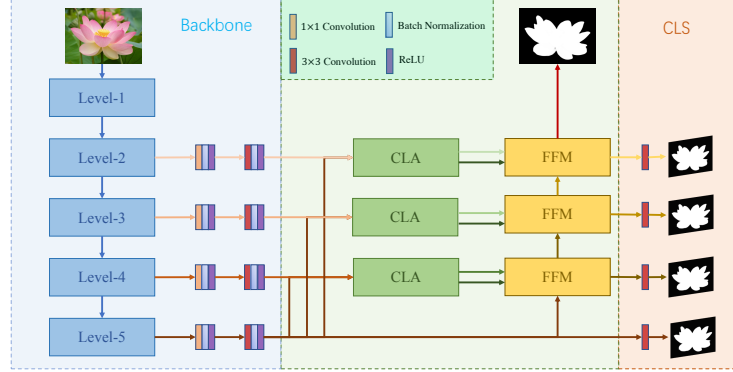 Backbone
1×1 Convolution
Batch Normalization
3×3 Convolution
ReLU
CLS
Level-1
Level-2
CLA
FFM
Level-3
CLA
FFM
Level-4
CLA
FFM
Level-5